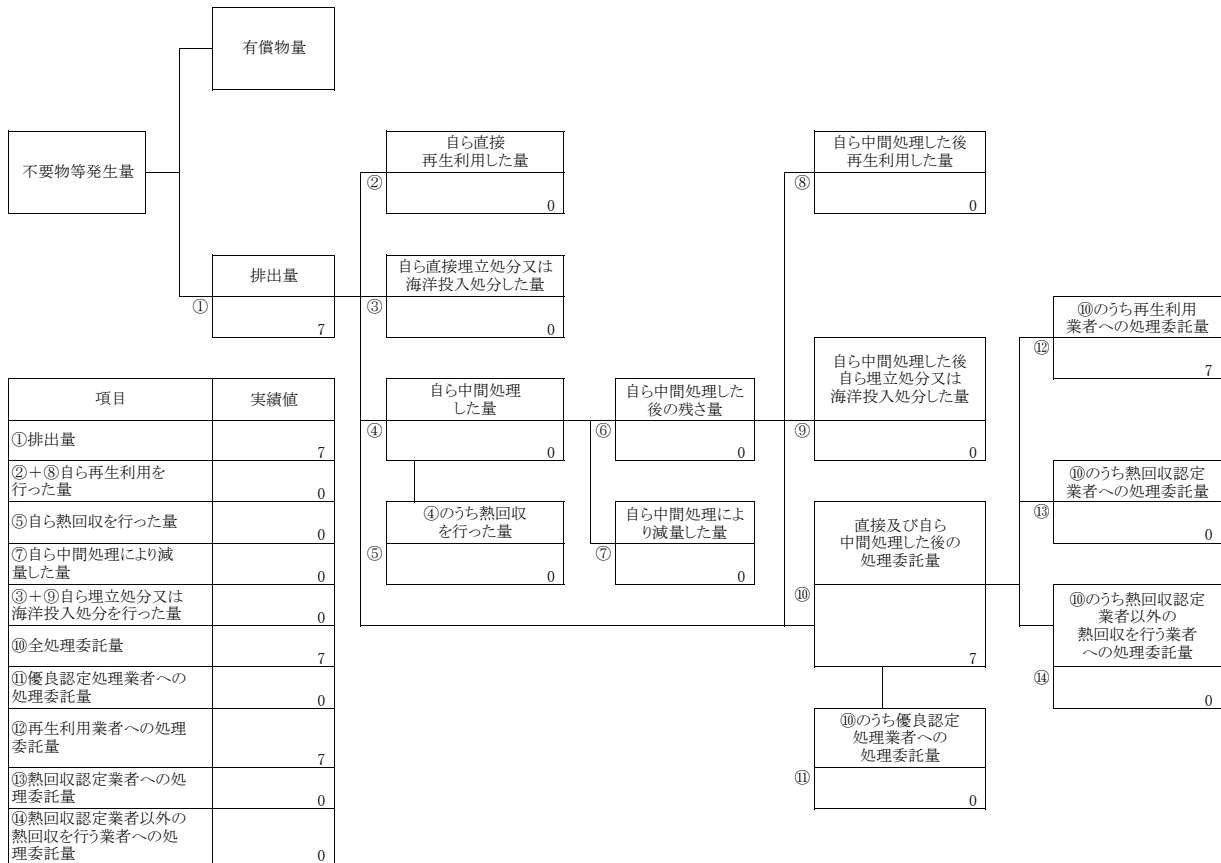 有償物量
不要物等発生量
自ら直接
再生利用した量
②
0
自ら中間処理した後
再生利用した量
⑧
0
排出量
①
7
自ら直接埋立処分又は
海洋投入処分した量
③
0
⑩のうち再生利用
業者への処理委託量
⑫
7
自ら中間処理
した量
④
0
自ら中間処理した
後の残さ量
⑥
0
自ら中間処理した後
自ら埋立処分又は
海洋投入処分した量
⑨
0
⑩のうち熱回収認定
業者への処理委託量
⑬
0
④のうち熱回収
を行った量
⑤
0
自ら中間処理によ
り減量した量
⑦
0
直接及び自ら
中間処理した後の
処理委託量
⑩
7
⑩のうち熱回収認定
業者以外の
熱回収を行う業者
への処理委託量
⑭
0
⑩のうち優良認定
処理業者への
処理委託量
⑪
0
項目 実績値
①排出量 7
②+⑧自ら再生利用を
行った量 0
⑤自ら熱回収を行った量 0
⑦自ら中間処理により減
量した量 0
③+⑨自ら埋立処分又は
海洋投入処分を行った量 0
⑩全処理委託量 7
⑪優良認定処理業者への
処理委託量 0
⑫再生利用業者への処理
委託量 7
⑬熱回収認定業者への処
理委託量 0
⑭熱回収認定業者以外の
熱回収を行う業者への処
理委託量 0